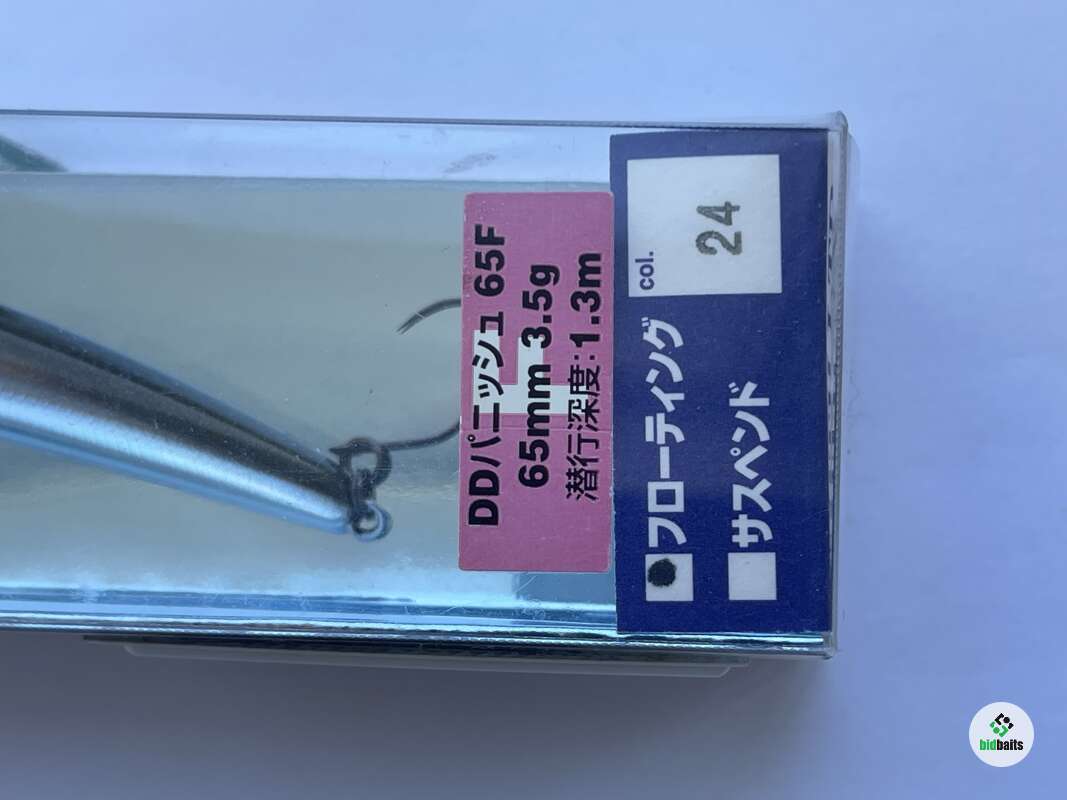 DDパニッシュ 65F
65mm 3.5g
潜行深度:1.3m
F
col.
24
フローティング
サスペンド
bidbaits